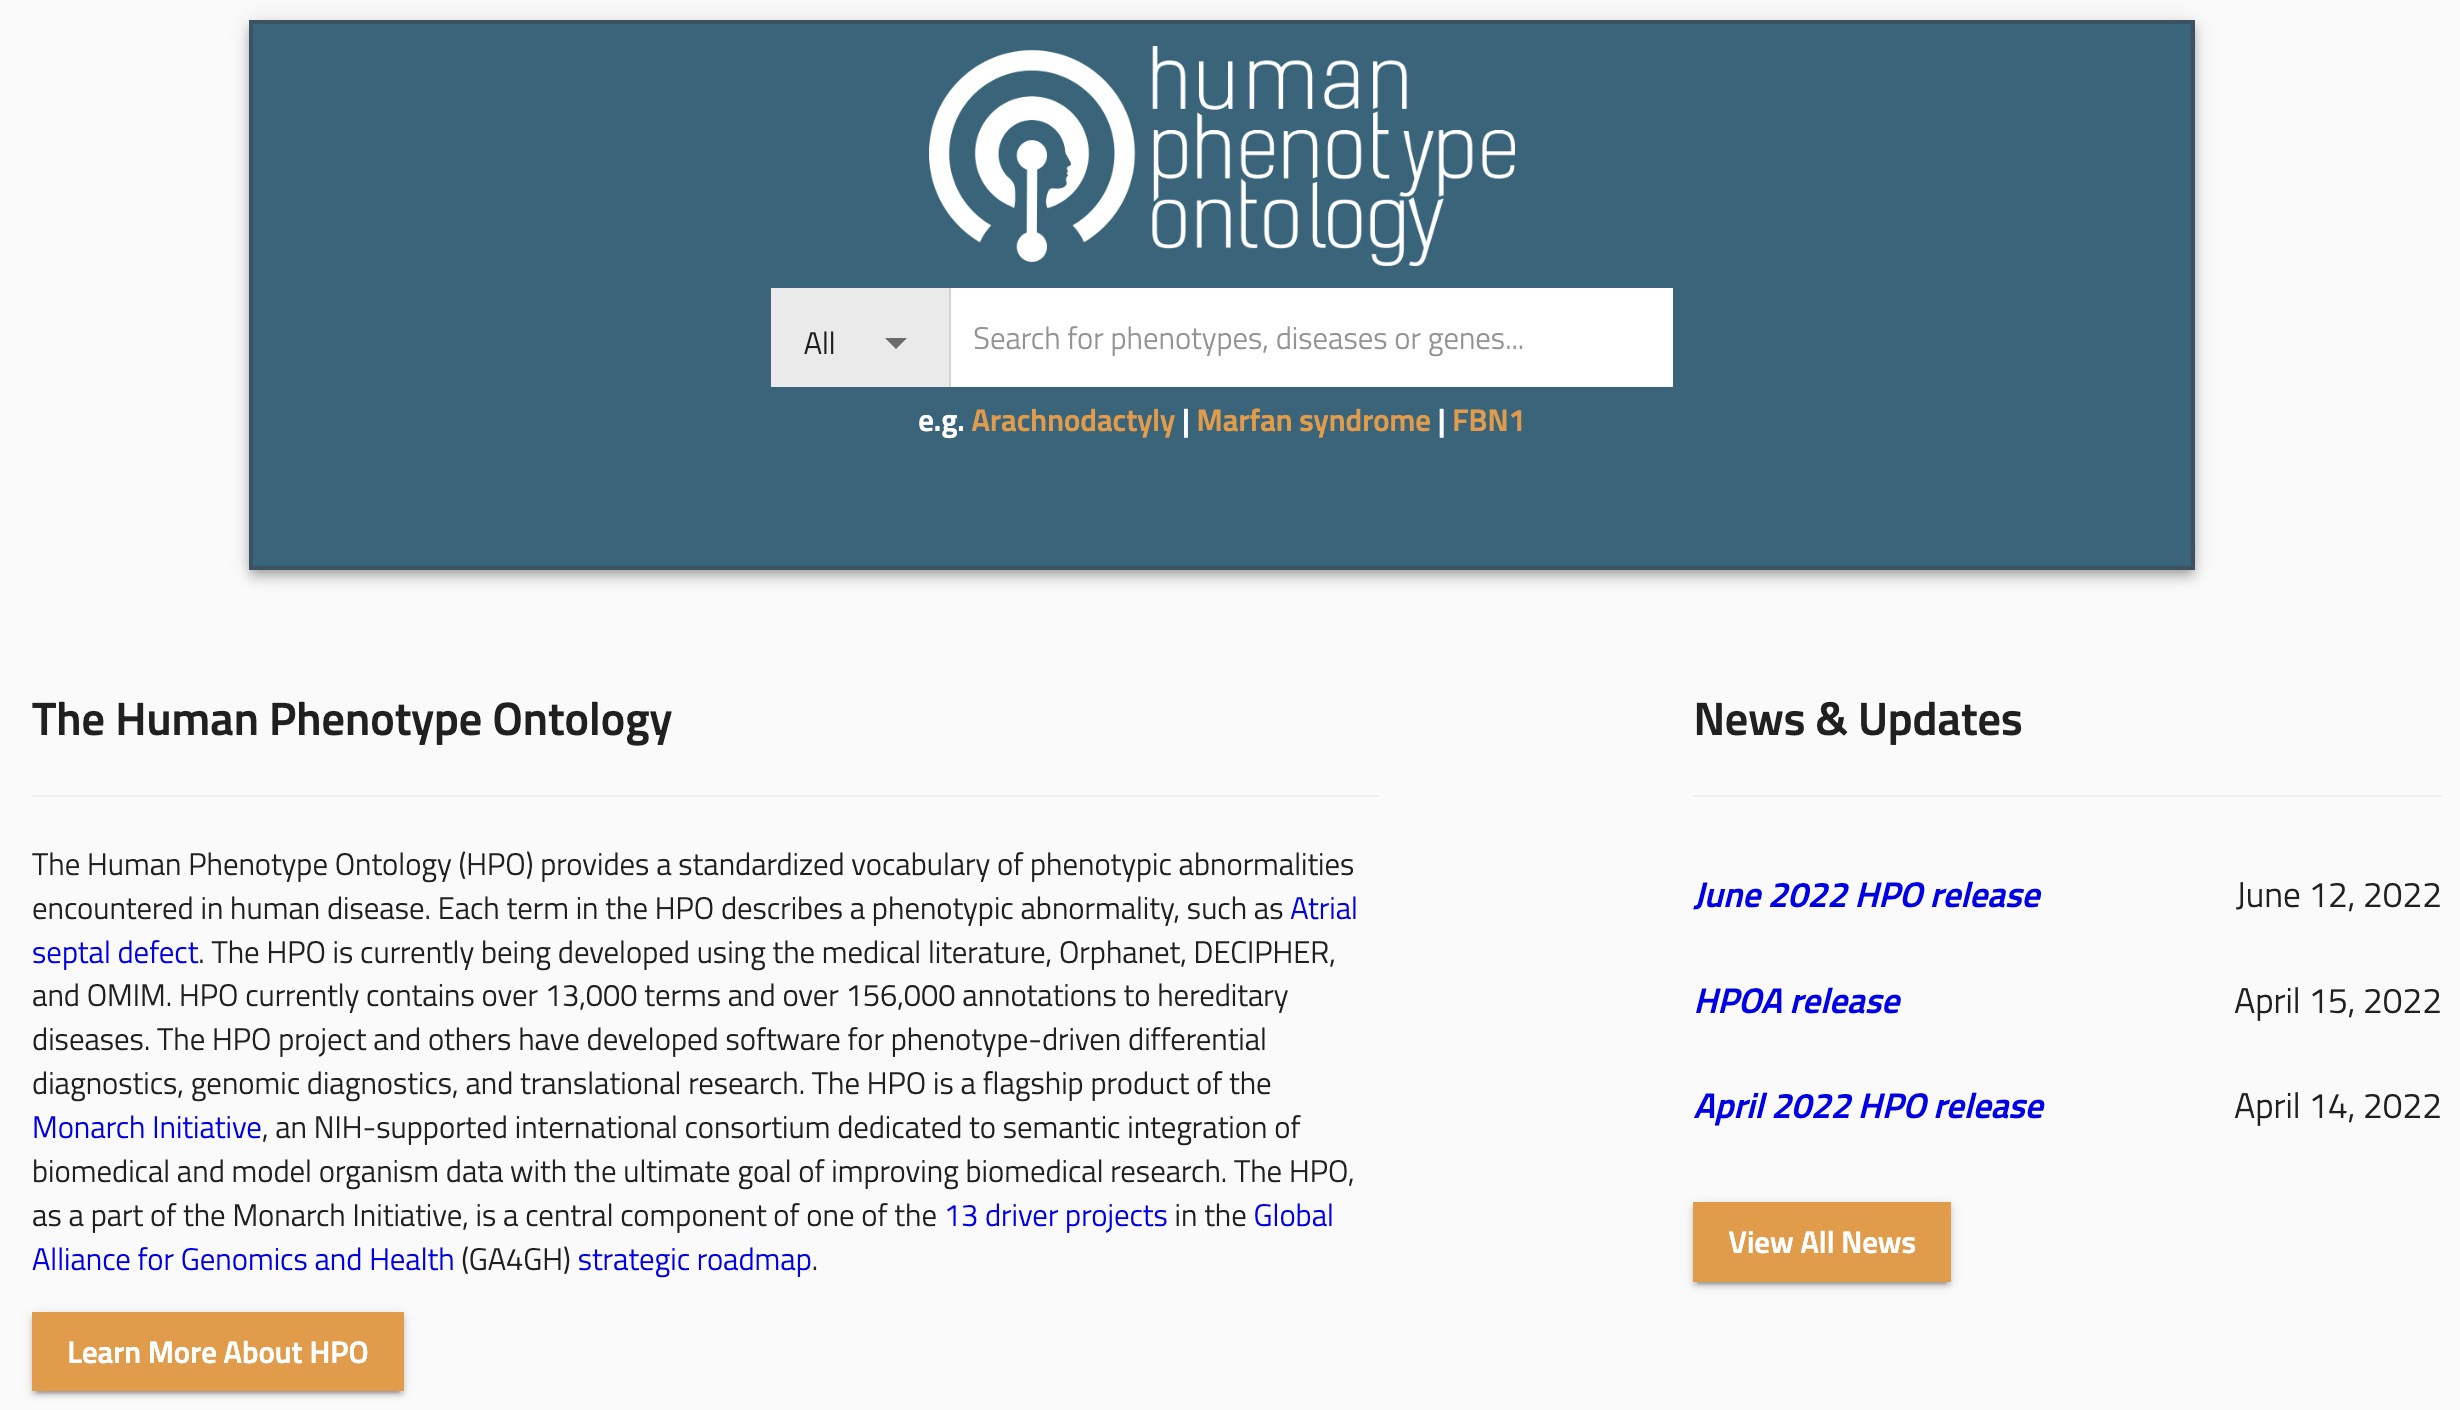 human
phenotype
ontology
All
Search for phenotypes, diseases or genes...
e.g. Arachnodactyly | Marfan syndrome | FBN1
The Human Phenotype Ontology
The Human Phenotype Ontology (HPO) provides a standardized vocabulary of phenotypic abnormalities
encountered in human disease. Each term in the HPO describes a phenotypic abnormality, such as Atrial
septal defect. The HPO is currently being developed using the medical literature, Orphanet, DECIPHER,
and OMIM. HPO currently contains over 13,000 terms and over 156,000 annotations to hereditary
diseases. The HPO project and others have developed software for phenotype-driven differential
diagnostics, genomic diagnostics, and translational research. The HPO is a flagship product of the
Monarch Initiative, an NIH-supported international consortium dedicated to semantic integration of
biomedical and model organism data with the ultimate goal of improving biomedical research. The HPO,
as a part of the Monarch Initiative, is a central component of one of the 13 driver projects in the Global
Alliance for Genomics and Health (GA4GH) strategic roadmap.
Learn More About HPO
News & Updates
June 2022 HPO release June 12, 2022
HPOA release April 15, 2022
April 2022 HPO release April 14, 2022
View All News